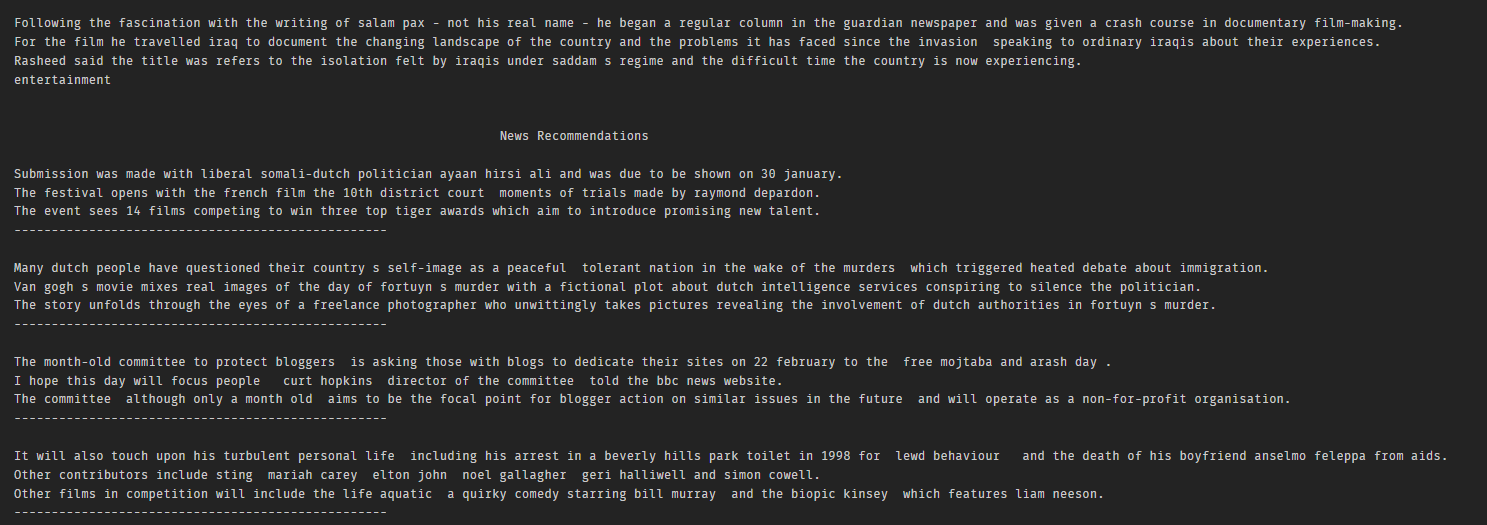 Following the fascination with the writing of salam pax - not his real name - he began a regular column in the guardian newspaper and was given a crash course in documentary film-making.
For the film he travelled iraq to document the changing landscape of the country and the problems it has faced since the invasion  speaking to ordinary iraqis about their experiences.
Rasheed said the title was refers to the isolation felt by iraqis under saddam s regime and the difficult time the country is now experiencing.
entertainment
News Recommendations
Submission was made with liberal somali-dutch politician ayaan hirsi ali and was due to be shown on 30 january.
The festival opens with the french film the 10th district court  moments of trials made by raymond depardon.
The event sees 14 films competing to win three top tiger awards which aim to introduce promising new talent.
--------------------------------------------------
Many dutch people have questioned their country s self-image as a peaceful  tolerant nation in the wake of the murders  which triggered heated debate about immigration.
Van gogh s movie mixes real images of the day of fortuyn s murder with a fictional plot about dutch intelligence services conspiring to silence the politician.
The story unfolds through the eyes of a freelance photographer who unwittingly takes pictures revealing the involvement of dutch authorities in fortuyn s murder.
--------------------------------------------------
The month-old committee to protect bloggers  is asking those with blogs to dedicate their sites on 22 february to the  free mojtaba and arash day .
I hope this day will focus people   curt hopkins  director of the committee  told the bbc news website.
The committee  although only a month old  aims to be the focal point for blogger action on similar issues in the future  and will operate as a non-for-profit organisation.
--------------------------------------------------
It will also touch upon his turbulent personal life  including his arrest in a beverly hills park toilet in 1998 for  lewd behaviour   and the death of his boyfriend anselmo feleppa from aids.
Other contributors include sting  mariah carey  elton john  noel gallagher  geri halliwell and simon cowell.
Other films in competition will include the life aquatic  a quirky comedy starring bill murray  and the biopic kinsey  which features liam neeson.
--------------------------------------------------